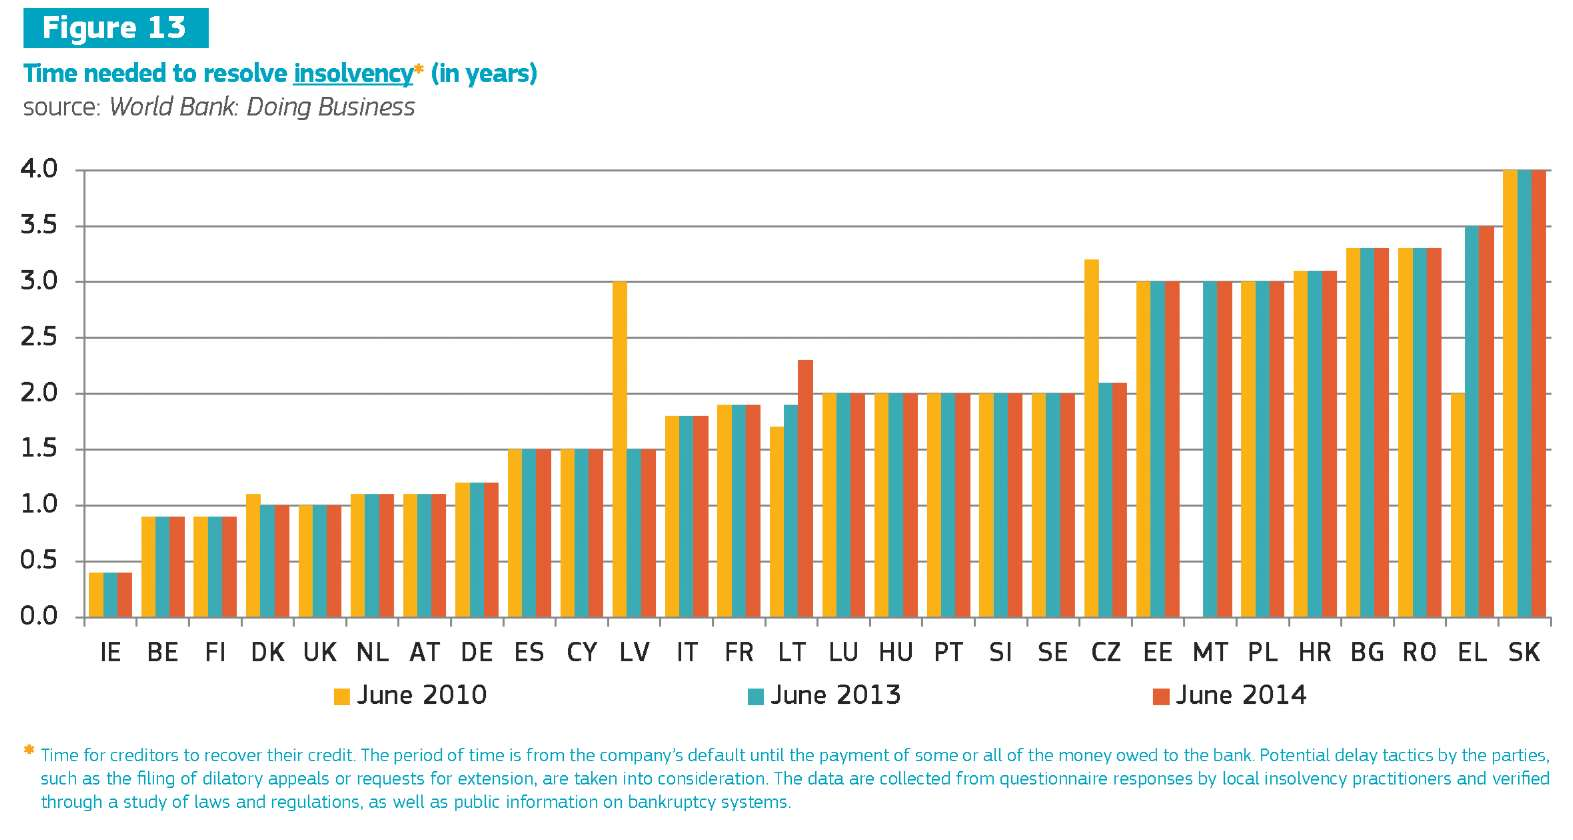 Figure 13
Time needed to resolve insolvency* (in years)
source: World Bank: Doing Business
4.0
3.5
3.0
2.5
2.0
1.5
1.0
0.5
0.0
IE BE FI DK UK NL AT DE ES CY LV IT FR LT LU HU PT SI SE CZ EE MT PL HR BG RO EL SK
June 2010 June 2013 June 2014
* Time for creditors to recover their credit. The period of time is from the company's default until the payment of some or all of the money owed to the bank. Potential delay tactics by the parties,
such as the filing of dilatory appeals or requests for extension, are taken into consideration. The data are collected from questionnaire responses by local insolvency practitioners and verified
through a study of laws and regulations, as well as public information on bankruptcy systems.